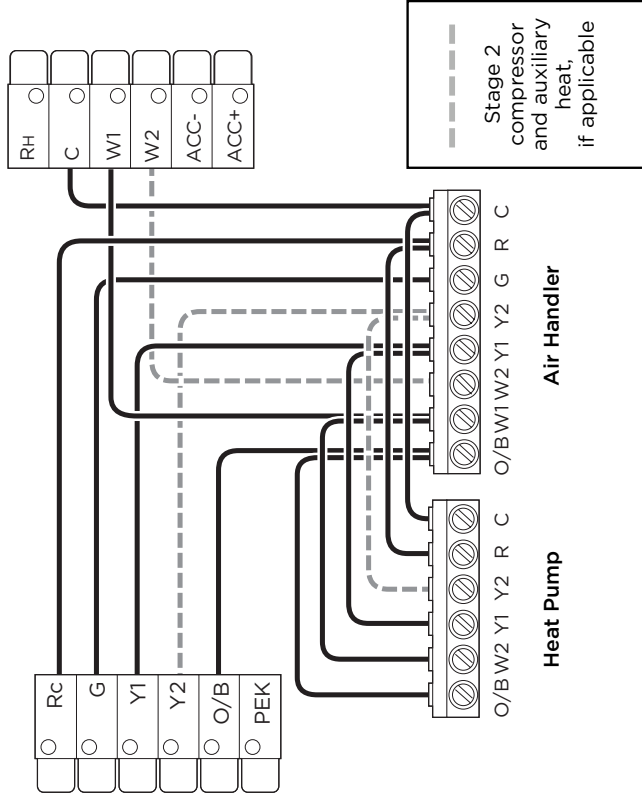 RH
C
W1
W2
ACC-
ACC+
Stage 2
compressor
and auxiliary
heat,
if applicable
RC
G
Y1
Y2
O/B
PEK
O/B W2 Y1 Y2 R C
Heat Pump
O/B W1 W2 Y1 Y2 G R C
Air Handler